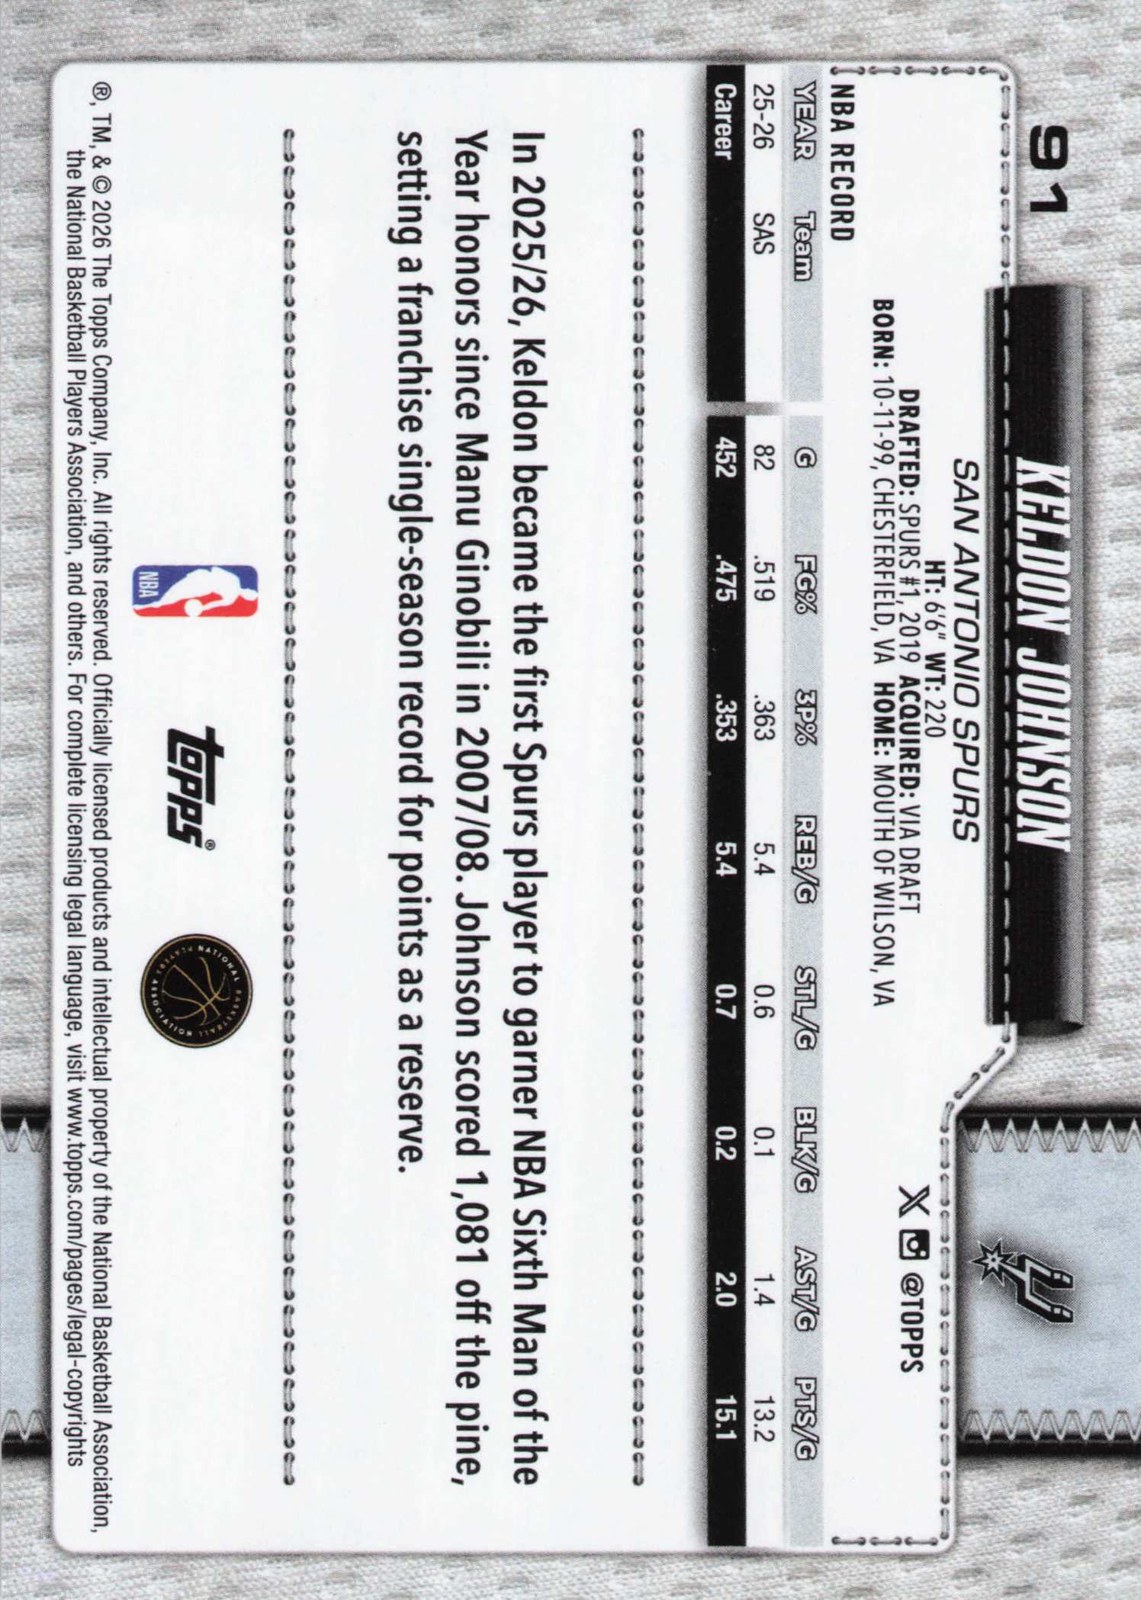 91
KELDON JOHNSON
SAN ANTONIO SPURS
HT: 6'6" WT: 220
DRAFTED: SPURS #1, 2019 ACQUIRED: VIA DRAFT
BORN: 10-11-99, CHESTERFIELD, VA HOME: MOUTH OF WILSON, VA
@TOPPS
NBA RECORD
YEAR Team G FG% 3P% REB/G STL/G BLK/G AST/G PTS/G
25-26 SAS 82 .519 .363 5.4 0.6 0.1 1.4 13.2
Career 452 .475 .353 5.4 0.7 0.2 2.0 15.1
In 2025/26, Keldon became the first Spurs player to garner NBA Sixth Man of the
Year honors since Manu Ginobili in 2007/08. Johnson scored 1,081 off the pine,
setting a franchise single-season record for points as a reserve.
NBA
topps®
NATIONAL BASKETBALL PLAYERS ASSOCIATION
®, TM, & © 2026 The Topps Company, Inc. All rights reserved. Officially licensed products and intellectual property of the National Basketball Association,
the National Basketball Players Association, and others. For complete licensing legal language, visit www.topps.com/pages/legal-copyrights